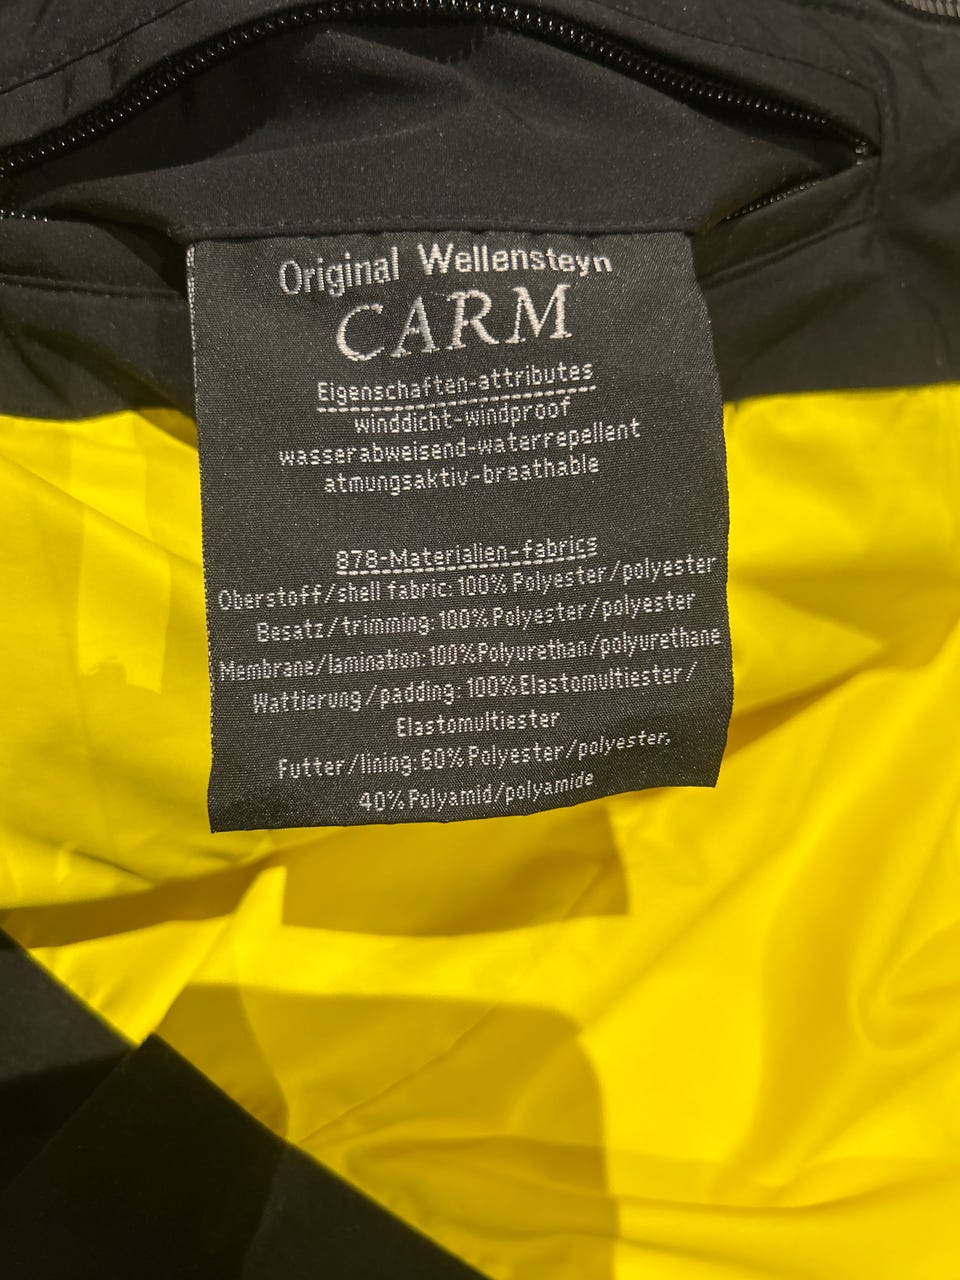 Original Wellensteyn
CARM
Eigenschaften-attributes
winddicht-windproof
wasserabweisend-waterrepellent
atmungsaktiv-breathable
878-Materialien-fabrics
Oberstoff/shell fabric: 100% Polyester/polyester
Besatz/trimming: 100% Polyester/polyester
Membrane/lamination: 100% Polyurethan/polyurethane
Wattierung/padding: 100% Elastomultiester/
Elastomultiester
Futter/lining: 60% Polyester/polyester,
40% Polyamid/polyamide